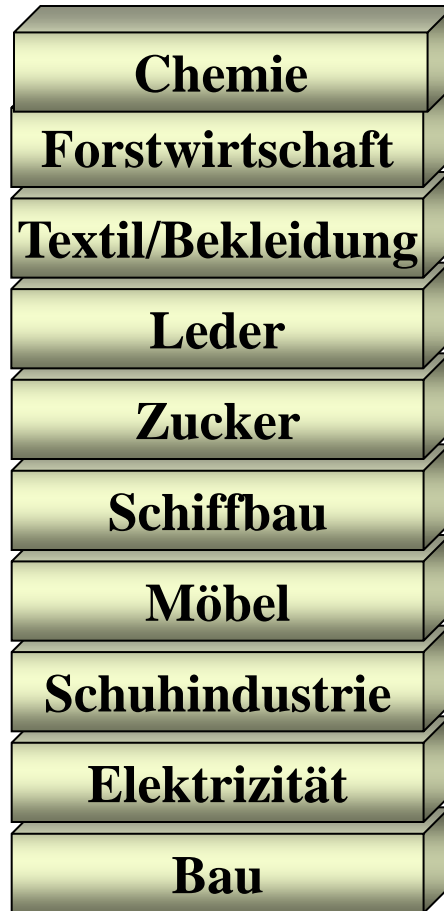 Chemie
Forstwirtschaft
Textil/Bekleidung
Leder
Zucker
Schiffbau
Möbel
Schuhindustrie
Elektrizität
Bau